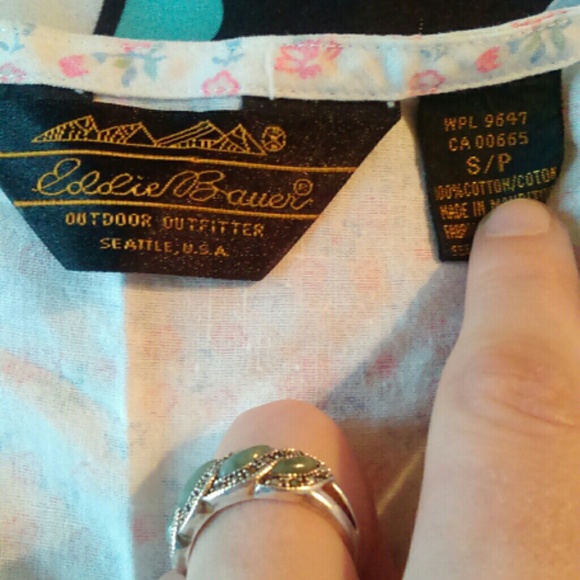 Eddie Bauer®
OUTDOOR OUTFITTER
SEATTLE, U.S.A.
WPL 9647
CA 00665
S/P
100%COTTON/COTON
MADE IN